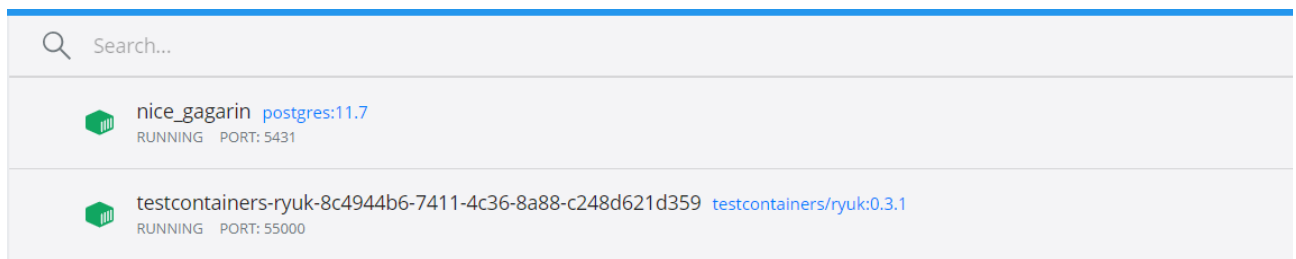 Search...
nice_gagarin postgres:11.7
RUNNING PORT: 5431
testcontainers-ryuk-8c4944b6-7411-4c36-8a88-c248d621d359 testcontainers/ryuk:0.3.1
RUNNING PORT: 55000